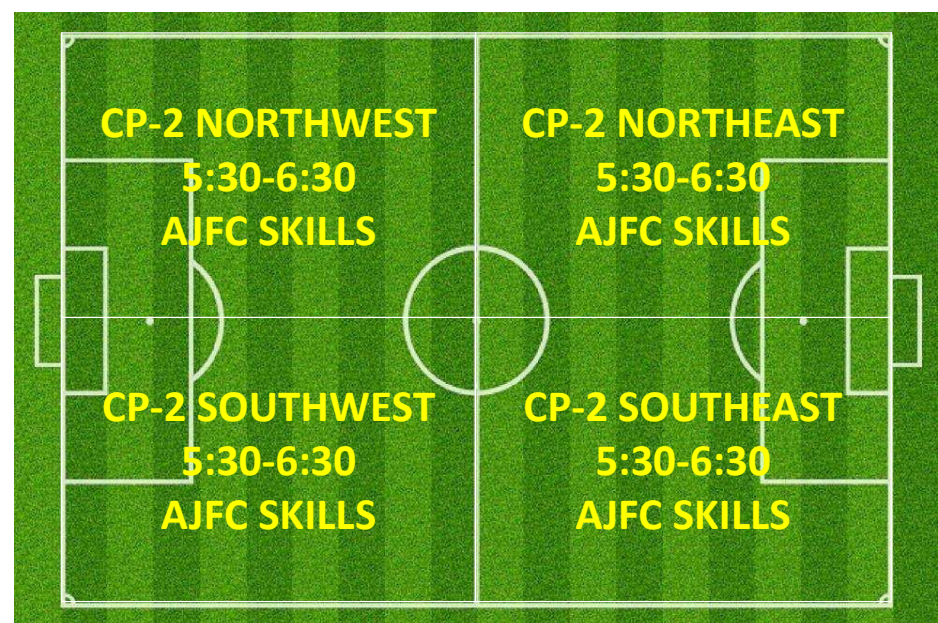 CP-2 NORTHWEST
5:30-6:30
AJFC SKILLS
CP-2 NORTHEAST
5:30-6:30
AJFC SKILLS
CP-2 SOUTHWEST
5:30-6:30
AJFC SKILLS
CP-2 SOUTHEAST
5:30-6:30
AJFC SKILLS